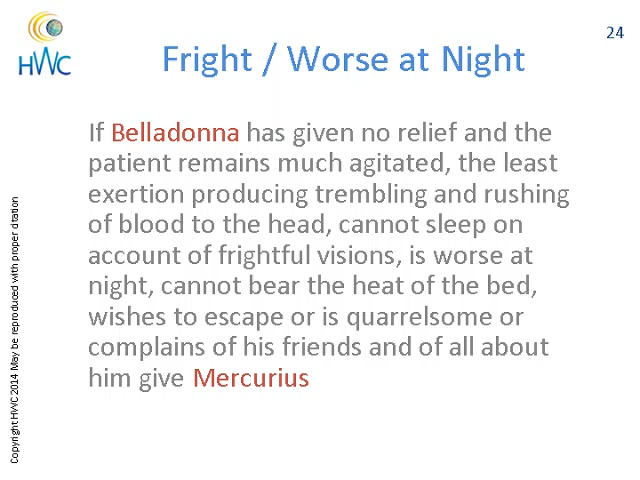 24
HWC
Fright / Worse at Night
If Belladonna has given no relief and the
patient remains much agitated, the least
exertion producing trembling and rushing
of blood to the head, cannot sleep on
account of frightful visions, is worse at
night, cannot bear the heat of the bed,
wishes to escape or is quarrelsome or
complains of his friends and of all about
him give Mercurius
Copyright HWC 2014 May be reproduced with proper citation